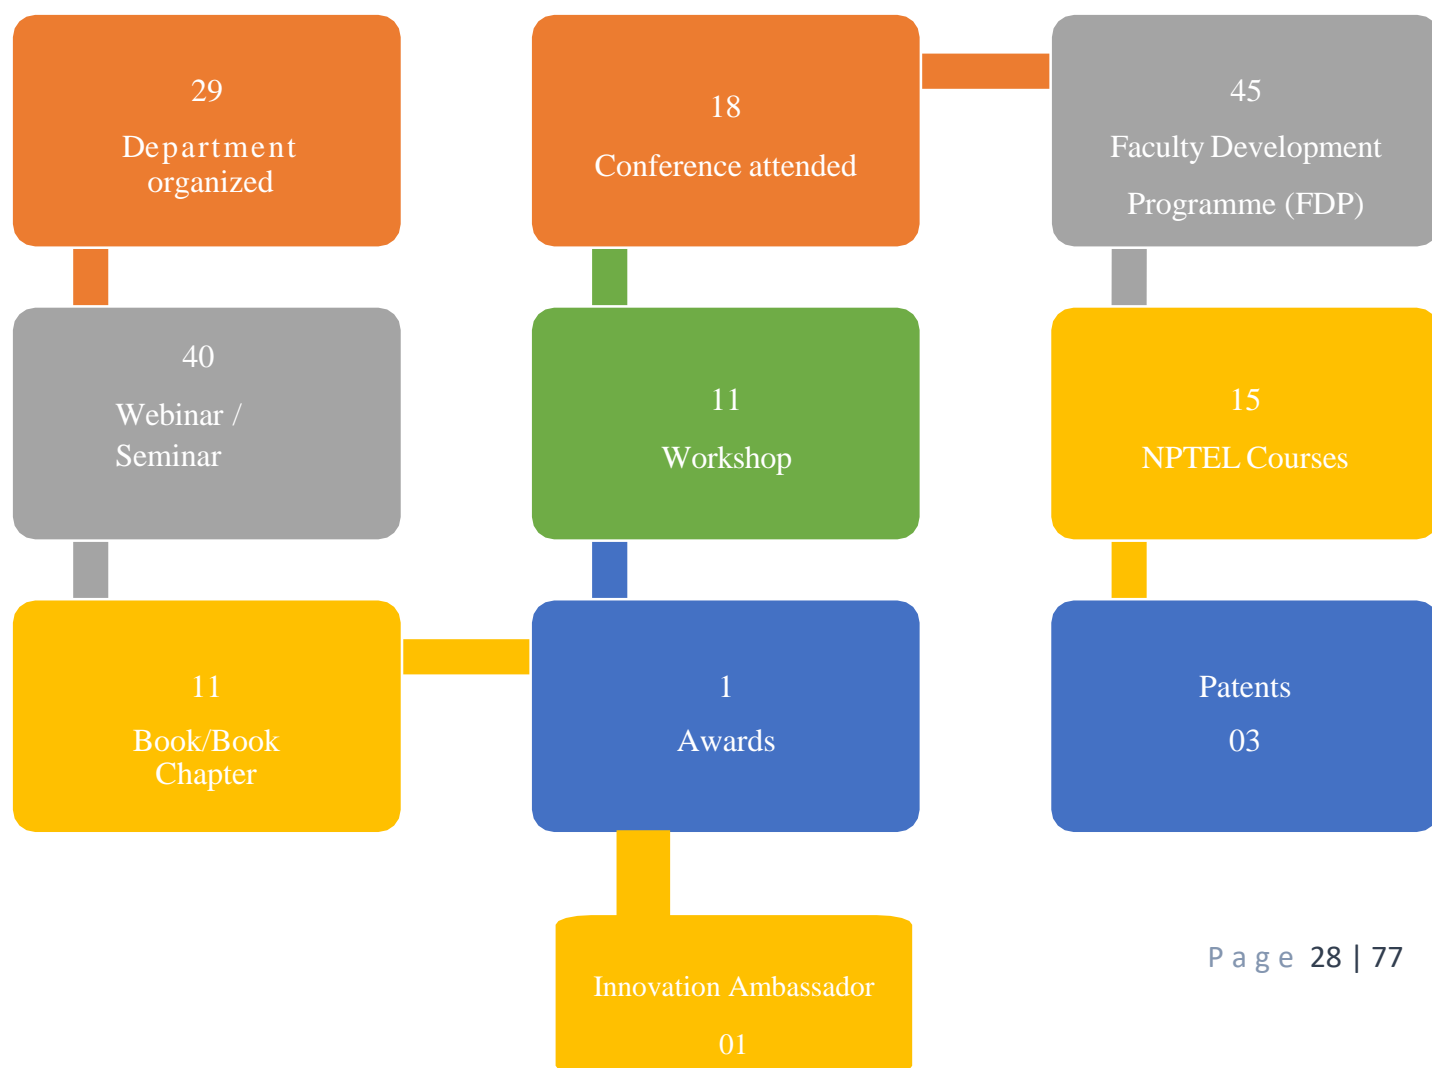 29
Department
organized
18
Conference attended
45
Faculty Development
Programme (FDP)
40
Webinar /
Seminar
11
Workshop
15
NPTEL Courses
11
Book/Book
Chapter
1
Awards
Patents
03
Innovation Ambassador
01
Page 28 | 77